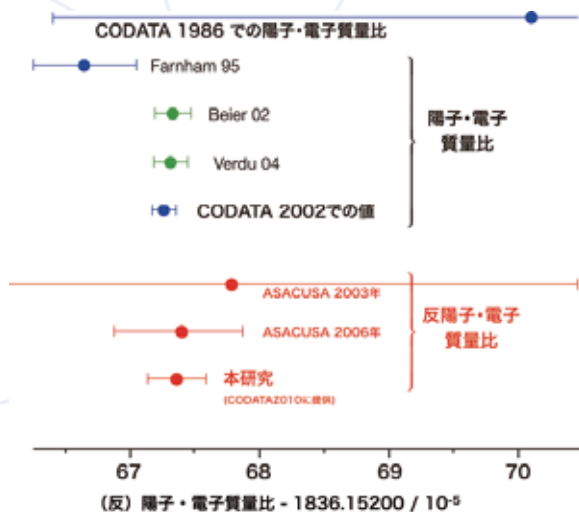 CODATA 1986 での陽子・電子質量比
Farnham 95
Beier 02
Verdu 04
CODATA 2002での値
陽子・電子
質量比
ASACUSA 2003年
ASACUSA 2006年
本研究
(CODATA2010に提供)
反陽子・電子
質量比
67 68 69 70
（反）陽子・電子質量比 - 1836.15200 / 10-5